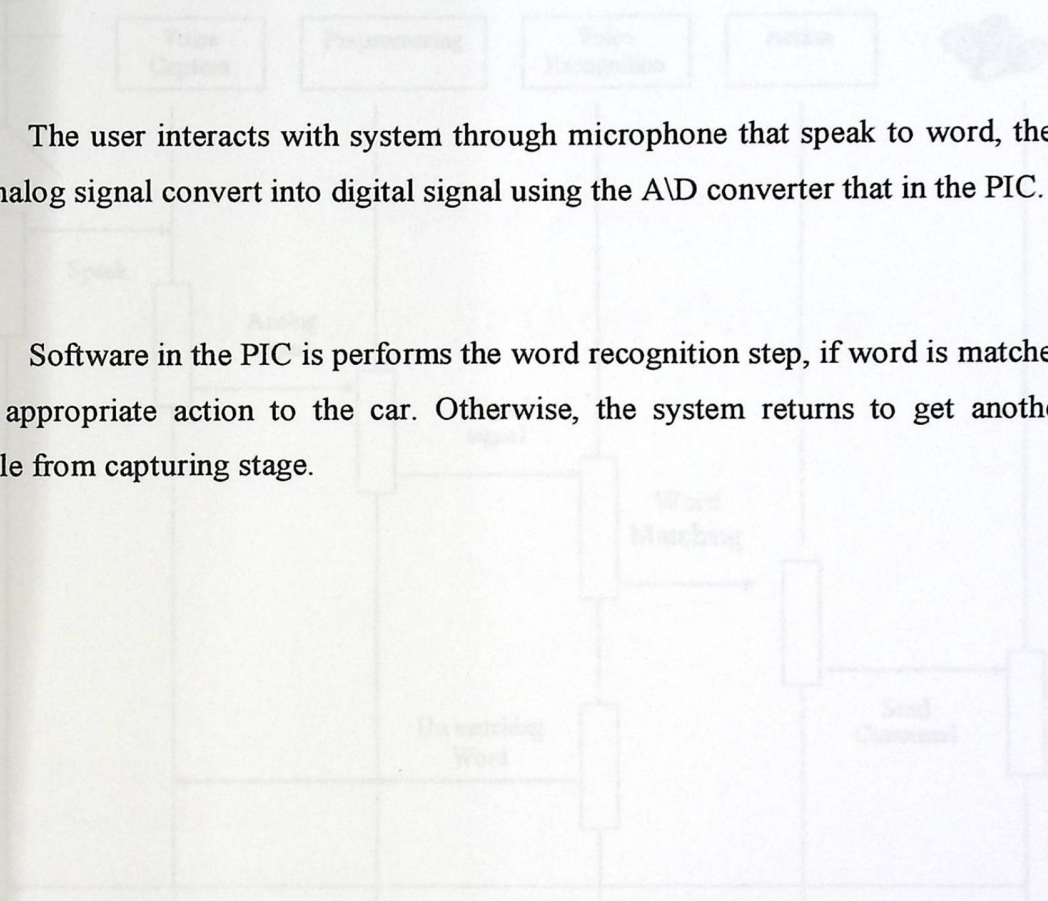 Voice
Capture
Preprocessing
Voice
Recognition
Action
The user interacts with system through microphone that speak to word, the
nalog signal convert into digital signal using the A\D converter that in the PIC.
Speak
Analog
Software in the PIC is performs the word recognition step, if word is matche
appropriate action to the car. Otherwise, the system returns to get anothe
signal
le from capturing stage.
Word
Matching
Un matching
Word
Send
Command